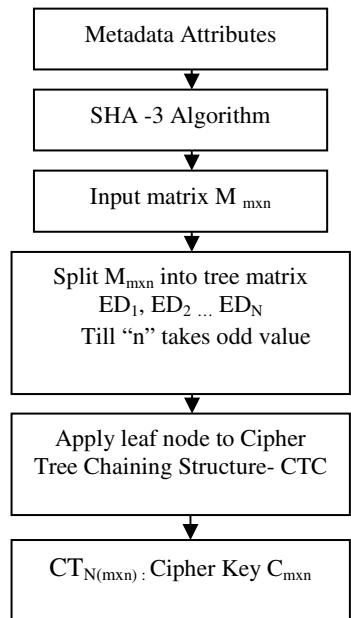 Metadata Attributes
SHA -3 Algorithm
Input matrix M mxn
Split Mmxn into tree matrix
ED1, ED2 ... EDN
Till “n” takes odd value
Apply leaf node to Cipher
Tree Chaining Structure- CTC
CTN(mxn) : Cipher Key Cmxn